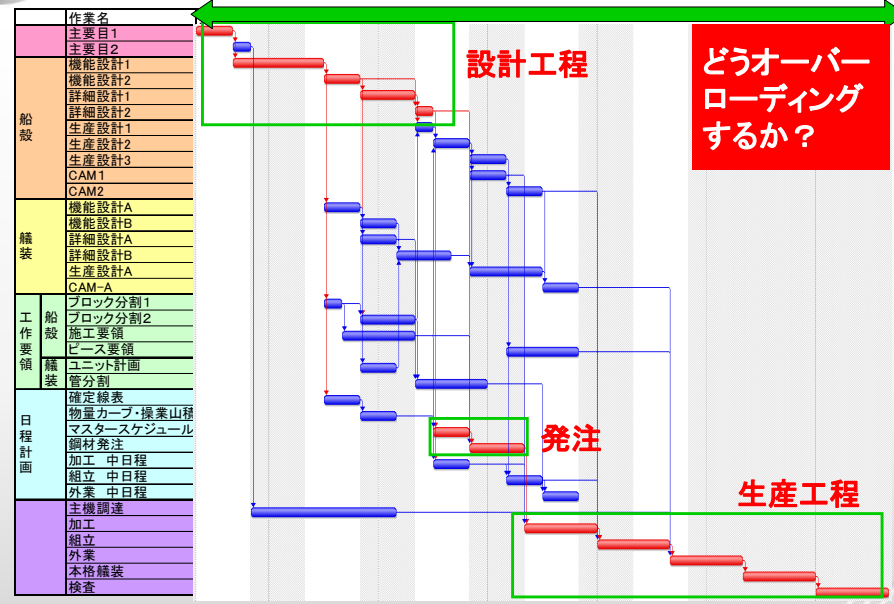 作業名
主要目1
主要目2
船殻
機能設計1
機能設計2
詳細設計1
詳細設計2
生産設計1
生産設計2
生産設計3
CAM1
CAM2
艤装
機能設計A
機能設計B
詳細設計A
詳細設計B
生産設計A
CAM-A
工作要領
船殻
ブロック分割1
ブロック分割2
施工要領
ピース要領
艤装
ユニット計画
管分割
日程計画
確定線表
物量カーブ・操業山積
マスタースケジュール
鋼材発注
加工 中日程
組立 中日程
外業 中日程
主機調達
加工
組立
外業
本格艤装
検査
設計工程
どうオーバー
ローディング
するか？
発注
生産工程